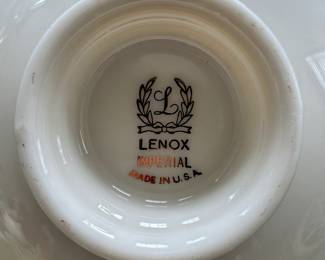 L
LENOX
IMPERIAL
MADE IN U.S.A.